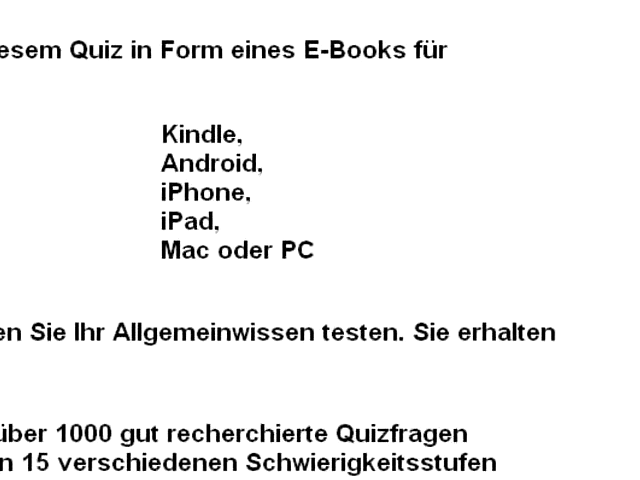 esem Quiz in Form eines E-Books für
Kindle,
Android,
iPhone,
iPad,
Mac oder PC
en Sie Ihr Allgemeinwissen testen. Sie erhalten
über 1000 gut recherchierte Quizfragen
n 15 verschiedenen Schwierigkeitsstufen